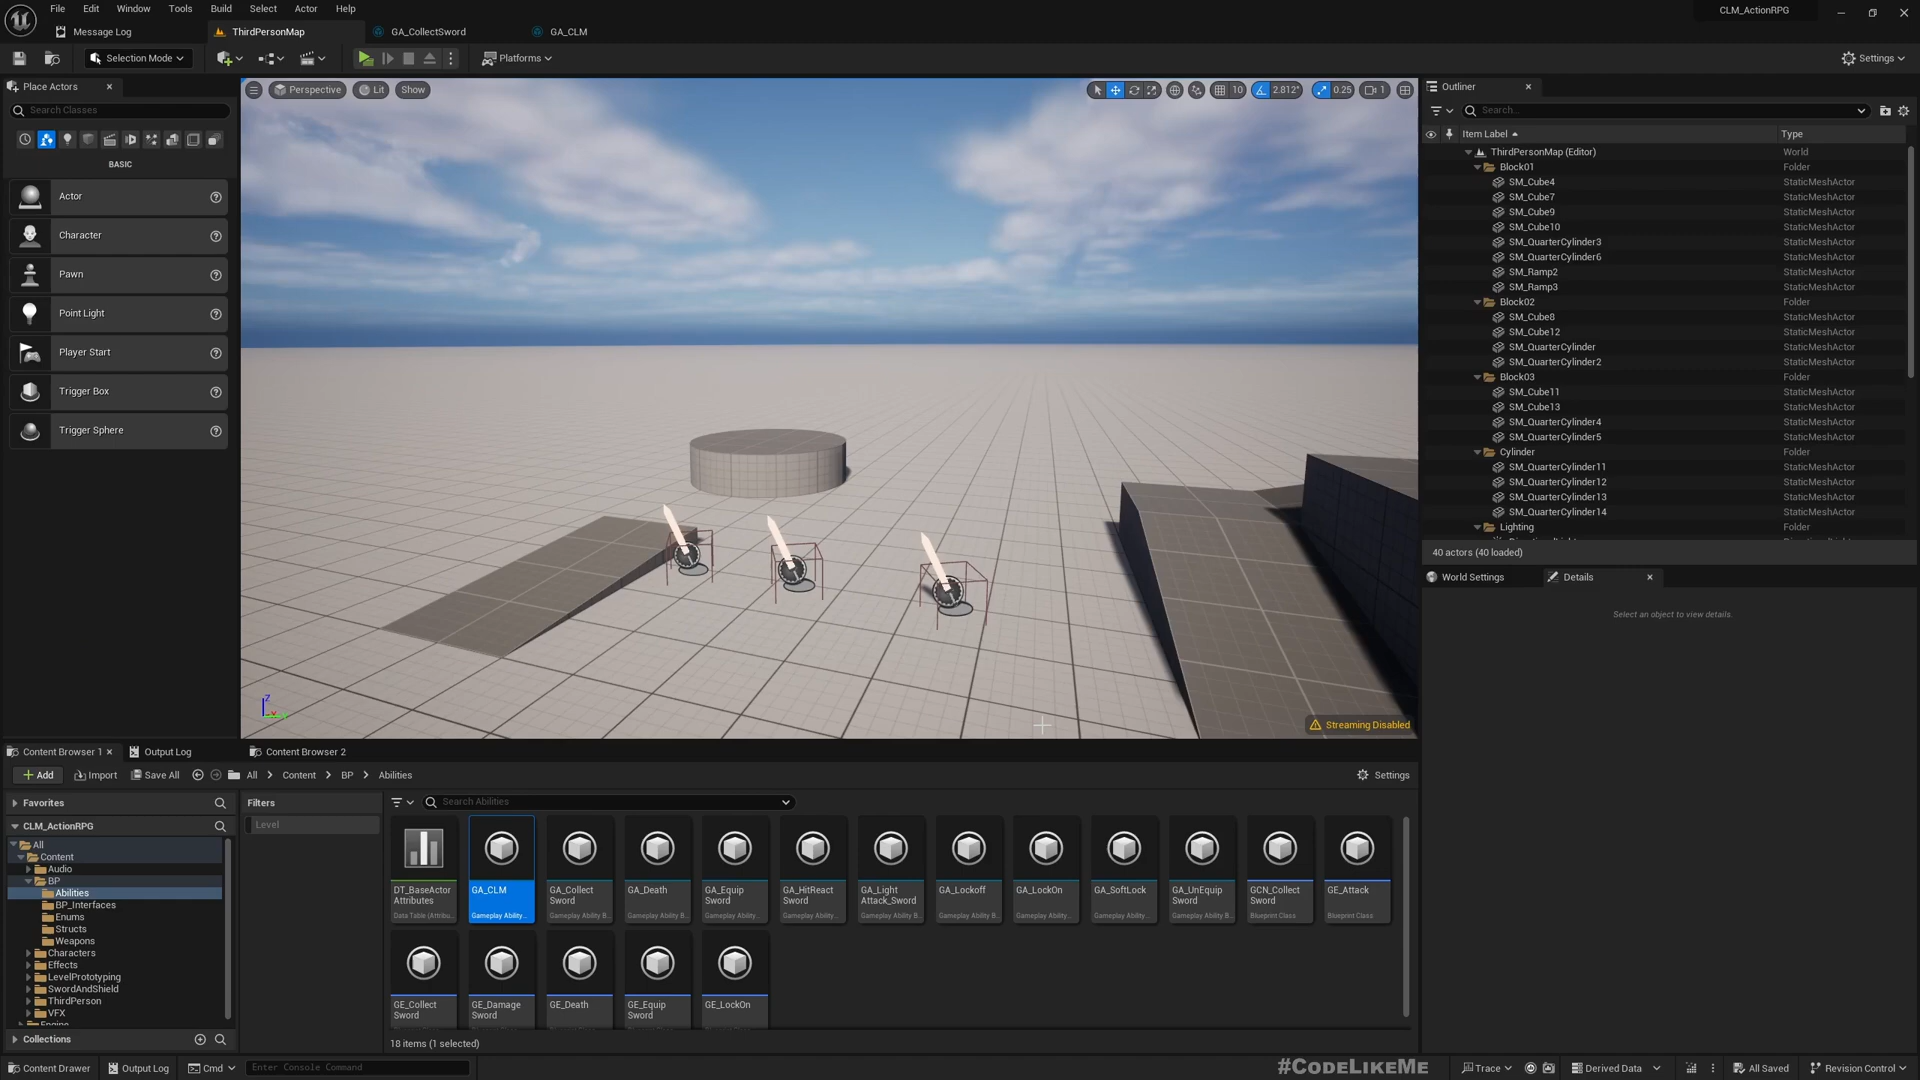 File Edit Window Tools Build Select Actor Help
CLM_ActionRPG
Message Log
ThirdPersonMap
GA_CollectSword
GA_CLM
Selection Mode
Platforms
Settings
Place Actors
Search Classes
BASIC
Actor
Character
Pawn
Point Light
Player Start
Trigger Box
Trigger Sphere
Perspective
Lit
Show
10
2.812°
0.25
1
Z
Streaming Disabled
Outliner
Search...
Item Label
Type
ThirdPersonMap (Editor) World
Block01 Folder
SM_Cube4 StaticMeshActor
SM_Cube7 StaticMeshActor
SM_Cube9 StaticMeshActor
SM_Cube10 StaticMeshActor
SM_QuarterCylinder3 StaticMeshActor
SM_QuarterCylinder6 StaticMeshActor
SM_Ramp2 StaticMeshActor
SM_Ramp3 StaticMeshActor
Block02 Folder
SM_Cube8 StaticMeshActor
SM_Cube12 StaticMeshActor
SM_QuarterCylinder StaticMeshActor
SM_QuarterCylinder2 StaticMeshActor
Block03 Folder
SM_Cube11 StaticMeshActor
SM_Cube13 StaticMeshActor
SM_QuarterCylinder4 StaticMeshActor
SM_QuarterCylinder5 StaticMeshActor
Cylinder Folder
SM_QuarterCylinder11 StaticMeshActor
SM_QuarterCylinder12 StaticMeshActor
SM_QuarterCylinder13 StaticMeshActor
SM_QuarterCylinder14 StaticMeshActor
Lighting Folder
40 actors (40 loaded)
World Settings
Details
Select an object to view details.
Content Browser 1
Output Log
Content Browser 2
Add
Import
Save All
All
Content
BP
Abilities
Settings
Favorites
CLM_ActionRPG
All
Content
Audio
BP
Abilities
BP_Interfaces
Enums
Structs
Weapons
Characters
Effects
LevelPrototyping
SwordAndShield
ThirdPerson
VFX
Collections
Filters
Level
Search Abilities
DT_BaseActor
Attributes
Data Table (Attribu...
GA_CLM
Gameplay Ability...
GA_Collect
Sword
Gameplay Ability B...
GA_Death
Gameplay Ability B...
GA_Equip
Sword
Gameplay Ability B...
GA_HitReact
Sword
Gameplay Ability B...
GA_Light
Attack_Sword
Gameplay Ability B...
GA_Lockoff
Gameplay Ability B...
GA_LockOn
Gameplay Ability B...
GA_SoftLock
Gameplay Ability B...
GA_UnEquip
Sword
Gameplay Ability B...
GCN_Collect
Sword
Blueprint Class
GE_Attack
Blueprint Class
GE_Collect
Sword
GE_Damage
Sword
GE_Death
GE_Equip
Sword
GE_LockOn
18 items (1 selected)
#CodeLikeMe
Content Drawer
Output Log
Cmd
Enter Console Command
Trace
Derived Data
All Saved
Revision Control